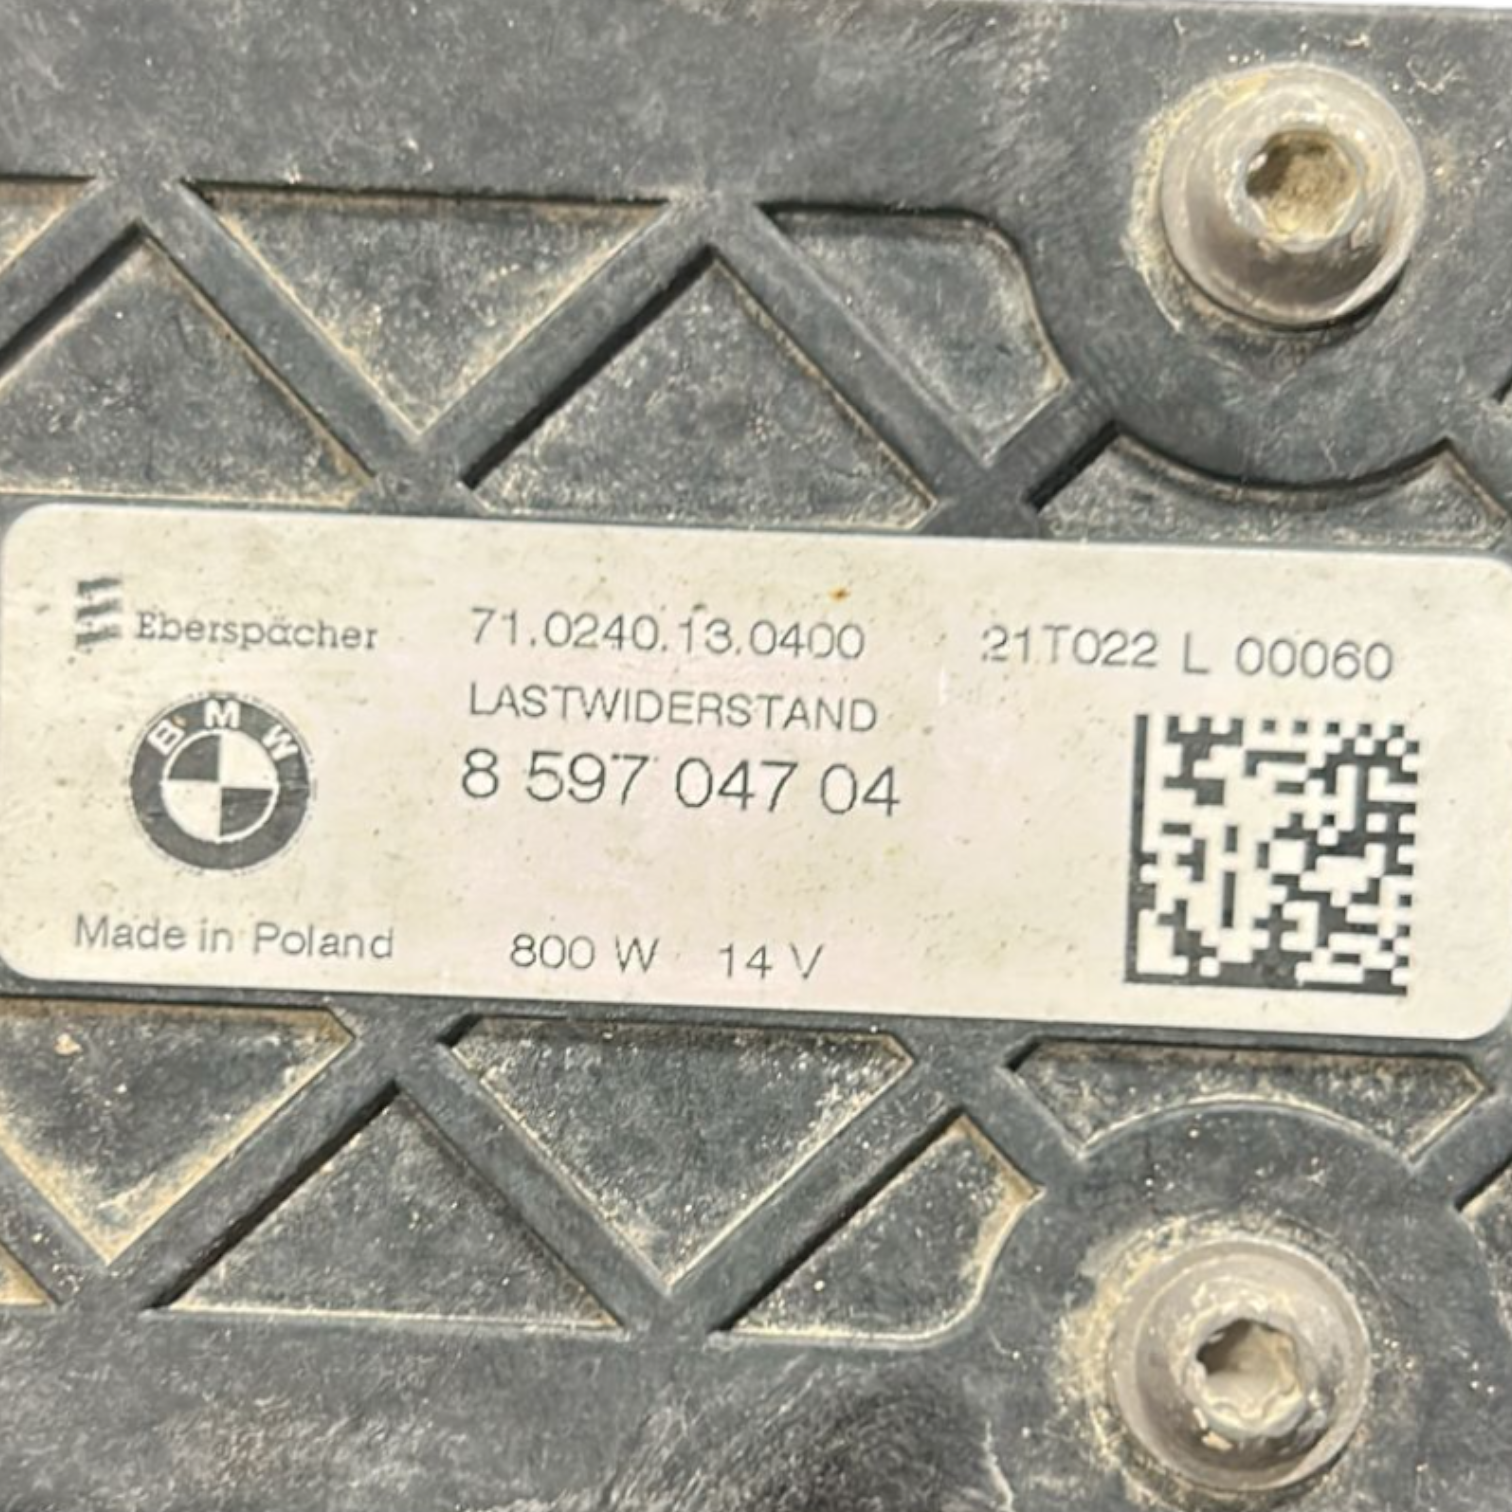 Eberspächer 71.0240.13.0400 21T022 L 00060
LASTWIDERSTAND
BMW
8 597 047 04
Made in Poland 800 W 14 V